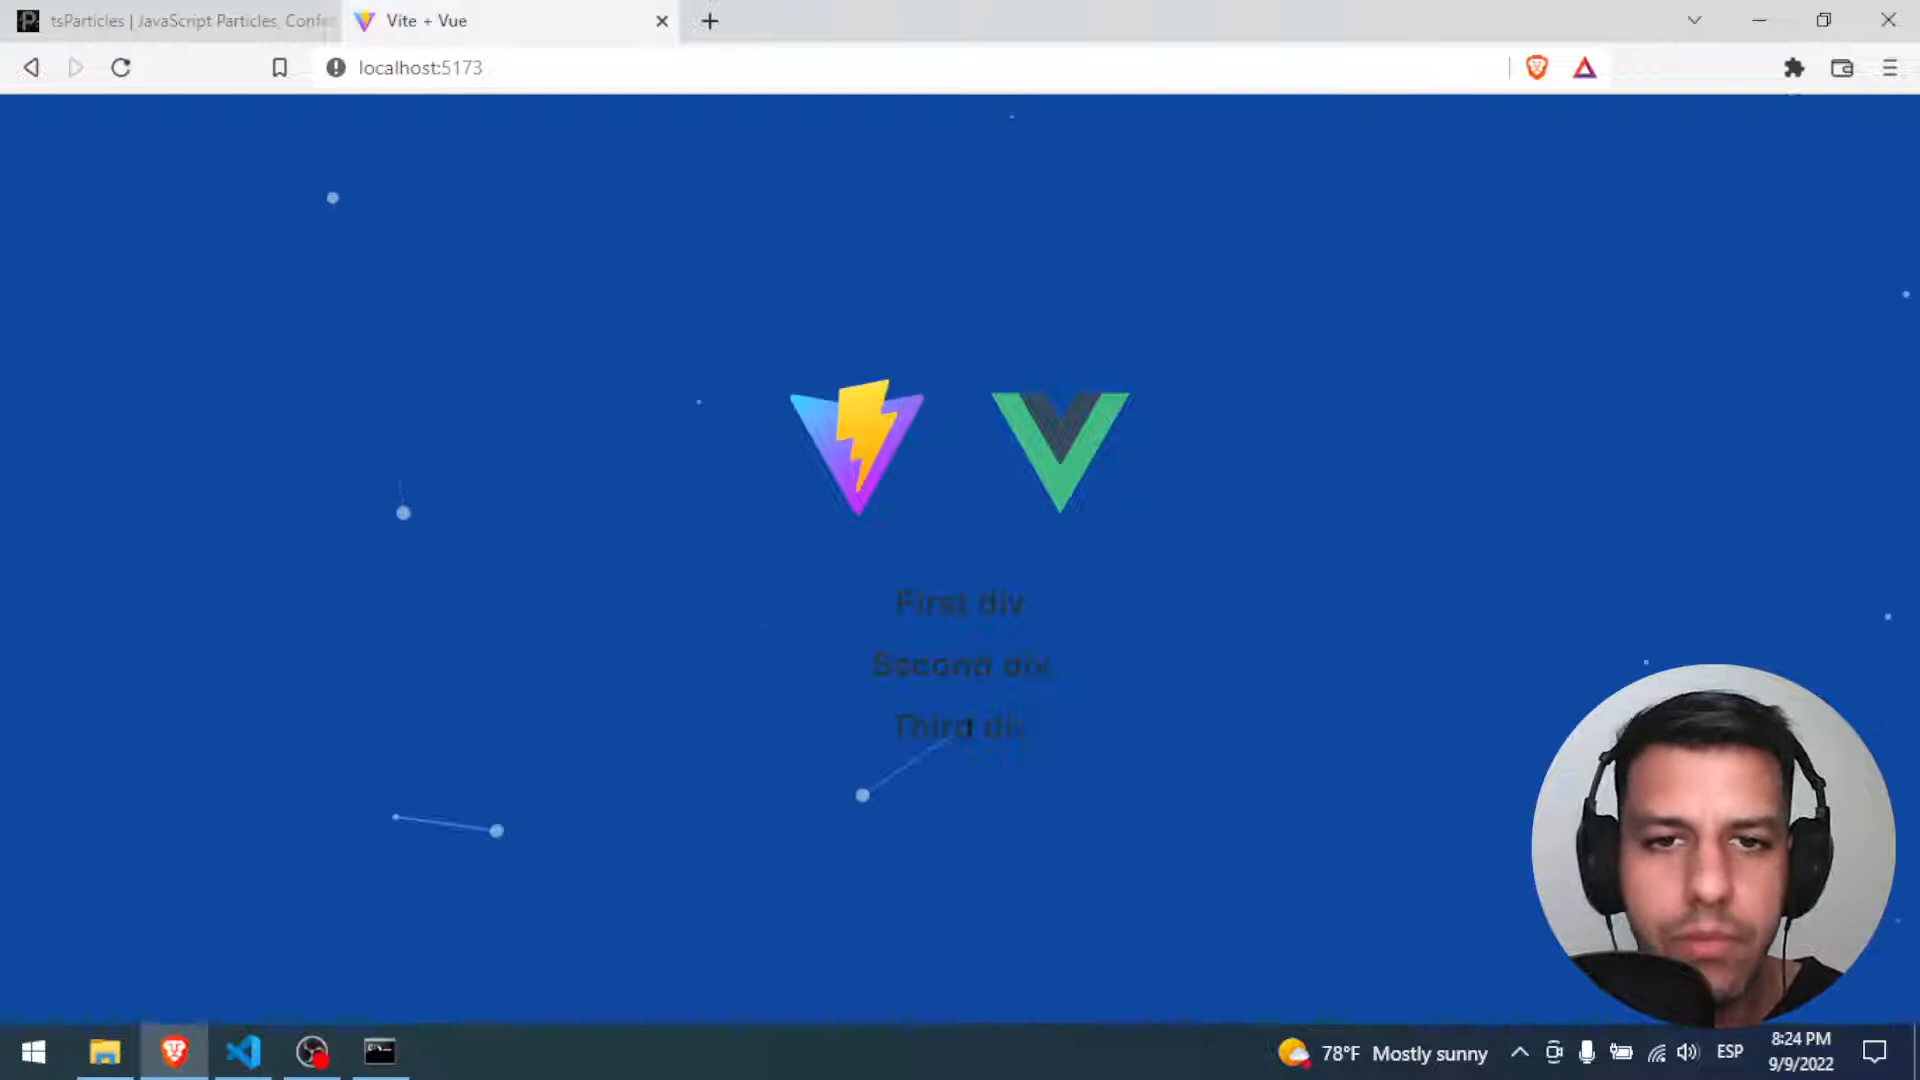 tsParticles | JavaScript Particles, Confe
Vite + Vue
localhost:5173
First div
Second div
Third div
78°F Mostly sunny
ESP
8:24 PM
9/9/2022